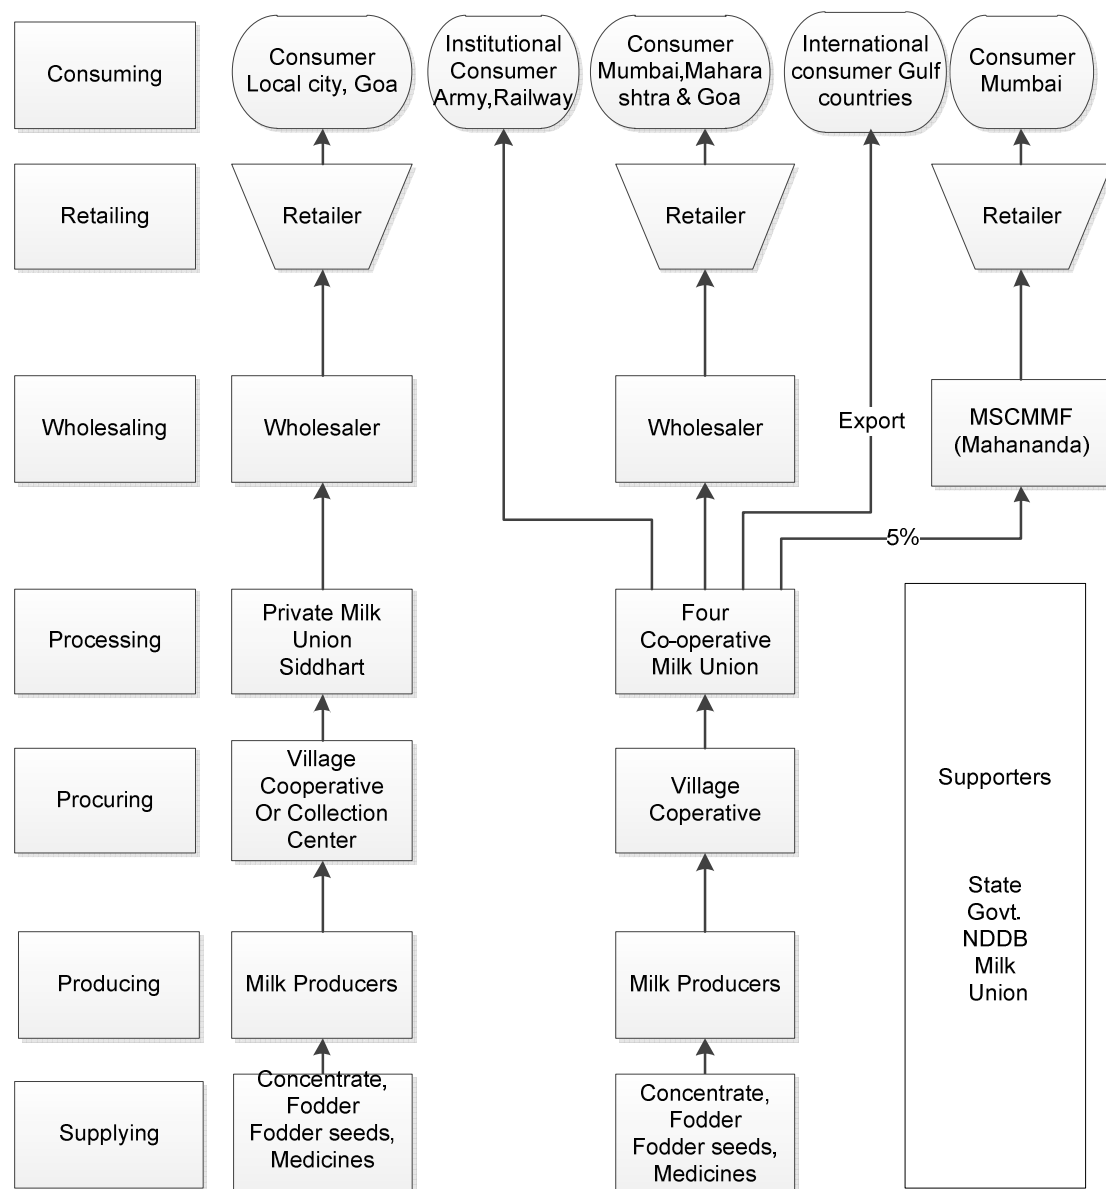 Consuming
Consumer
Local city, Goa
Institutional
Consumer
Army,Railway
Consumer
Mumbai,Mahara
shtra & Goa
International
consumer Gulf
countries
Consumer
Mumbai
Retailing
Retailer
Retailer
Retailer
Wholesaling
Wholesaler
Wholesaler
Export
MSCMMF
(Mahananda)
5%
Processing
Private Milk
Union
Siddhart
Four
Co-operative
Milk Union
Procuring
Village
Cooperative
Or Collection
Center
Village
Coperative
Supporters
State
Govt.
NDDB
Milk
Union
Producing
Milk Producers
Milk Producers
Supplying
Concentrate,
Fodder
Fodder seeds,
Medicines
Concentrate,
Fodder
Fodder seeds,
Medicines